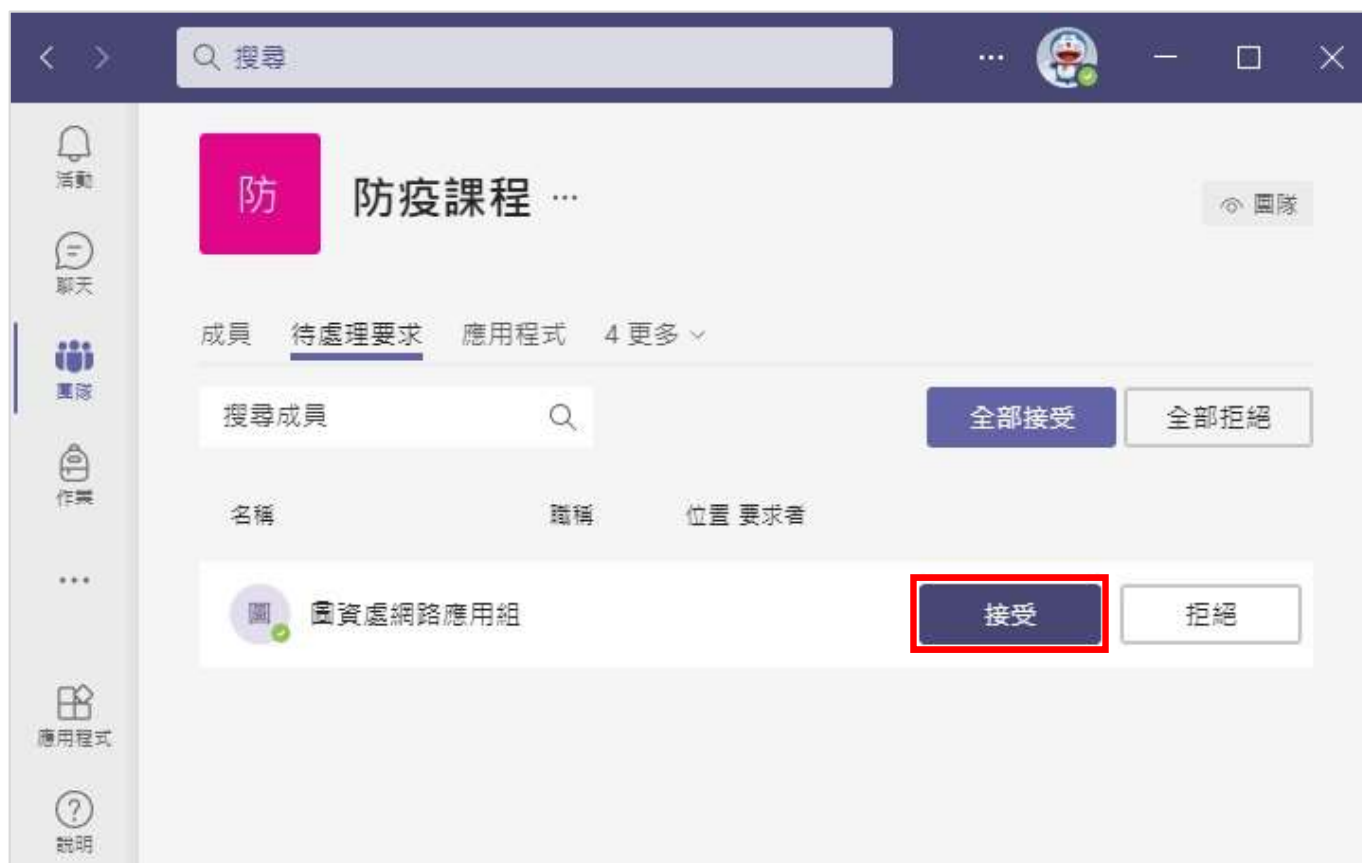 搜尋
活動
聊天
團隊
作業
應用程式
說明
防
防疫課程 ...
團隊
成員 待處理要求 應用程式 4 更多
搜尋成員
全部接受 全部拒絕
名稱 職稱 位置 要求者
圖 圖資處網路應用組 接受 拒絕